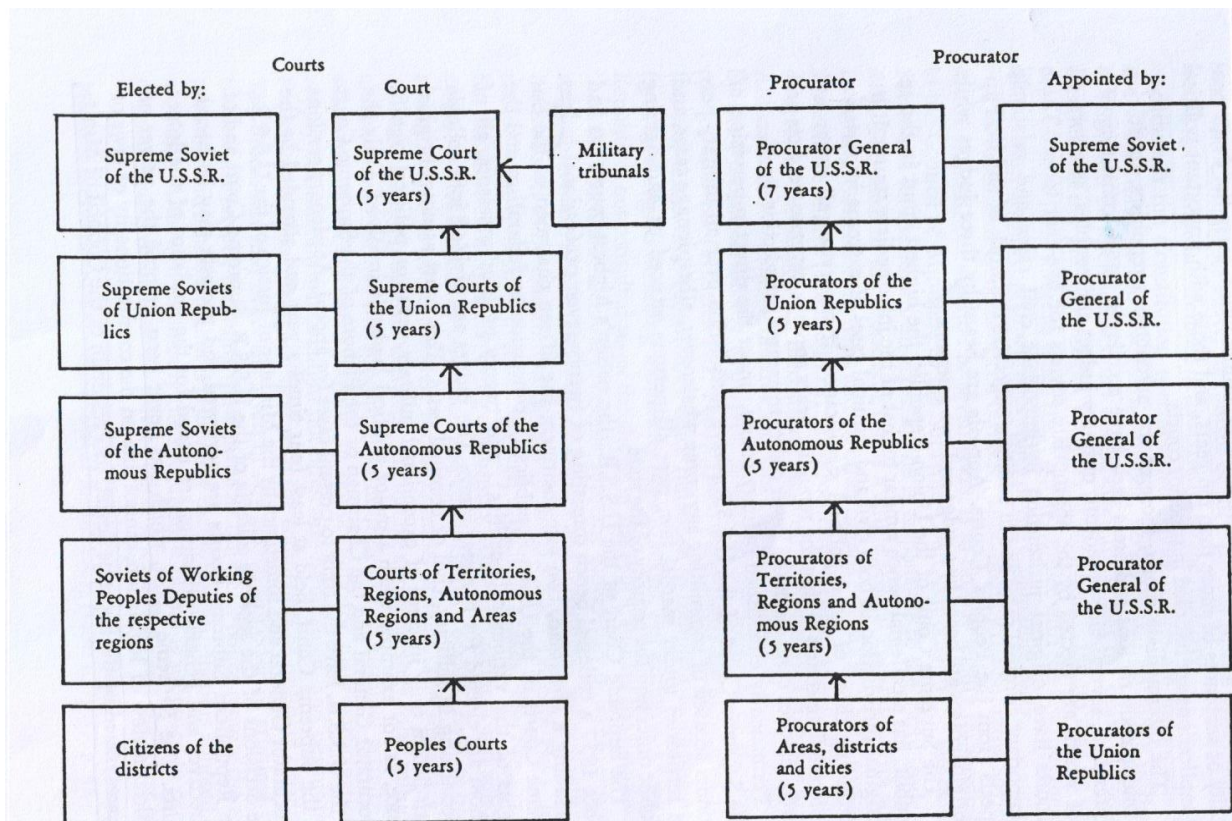 Courts
Elected by:
Court
Supreme Soviet
of the U.S.S.R.
Supreme Court
of the U.S.S.R.
(5 years)
Military
tribunals
Supreme Soviets
of Union Repub-
lics
Supreme Courts of
the Union Republics
(5 years)
Supreme Soviets
of the Autono-
mous Republics
Supreme Courts of the
Autonomous Republics
(5 years)
Soviets of Working
Peoples Deputies of
the respective
regions
Courts of Territories,
Regions, Autonomous
Regions and Areas
(5 years)
Citizens of the
districts
Peoples Courts
(5 years)
Procurator
Procurator
Appointed by:
Procurator General
of the U.S.S.R.
(7 years)
Supreme Soviet
of the U.S.S.R.
Procurators of the
Union Republics
(5 years)
Procurator
General of
the U.S.S.R.
Procurators of the
Autonomous Republics
(5 years)
Procurator
General of
the U.S.S.R.
Procurators of
Territories,
Regions and Autono-
mous Regions
(5 years)
Procurator
General of
the U.S.S.R.
Procurators of
Areas, districts
and cities
(5 years)
Procurators of
the Union
Republics